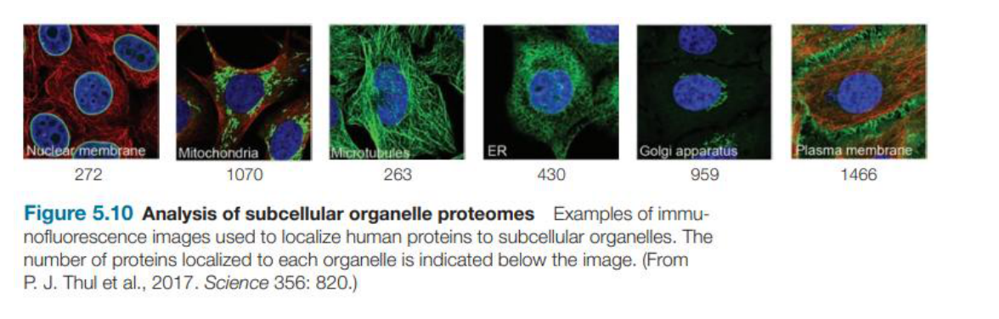 Nuclear membrane
Mitochondria
Microtubules
ER
Golgi apparatus
Plasma membrane
272
1070
263
430
959
1466
Figure 5.10 Analysis of subcellular organelle proteomes Examples of immu-
nofluorescence images used to localize human proteins to subcellular organelles. The
number of proteins localized to each organelle is indicated below the image. (From
P. J. Thul et al., 2017. Science 356: 820.)